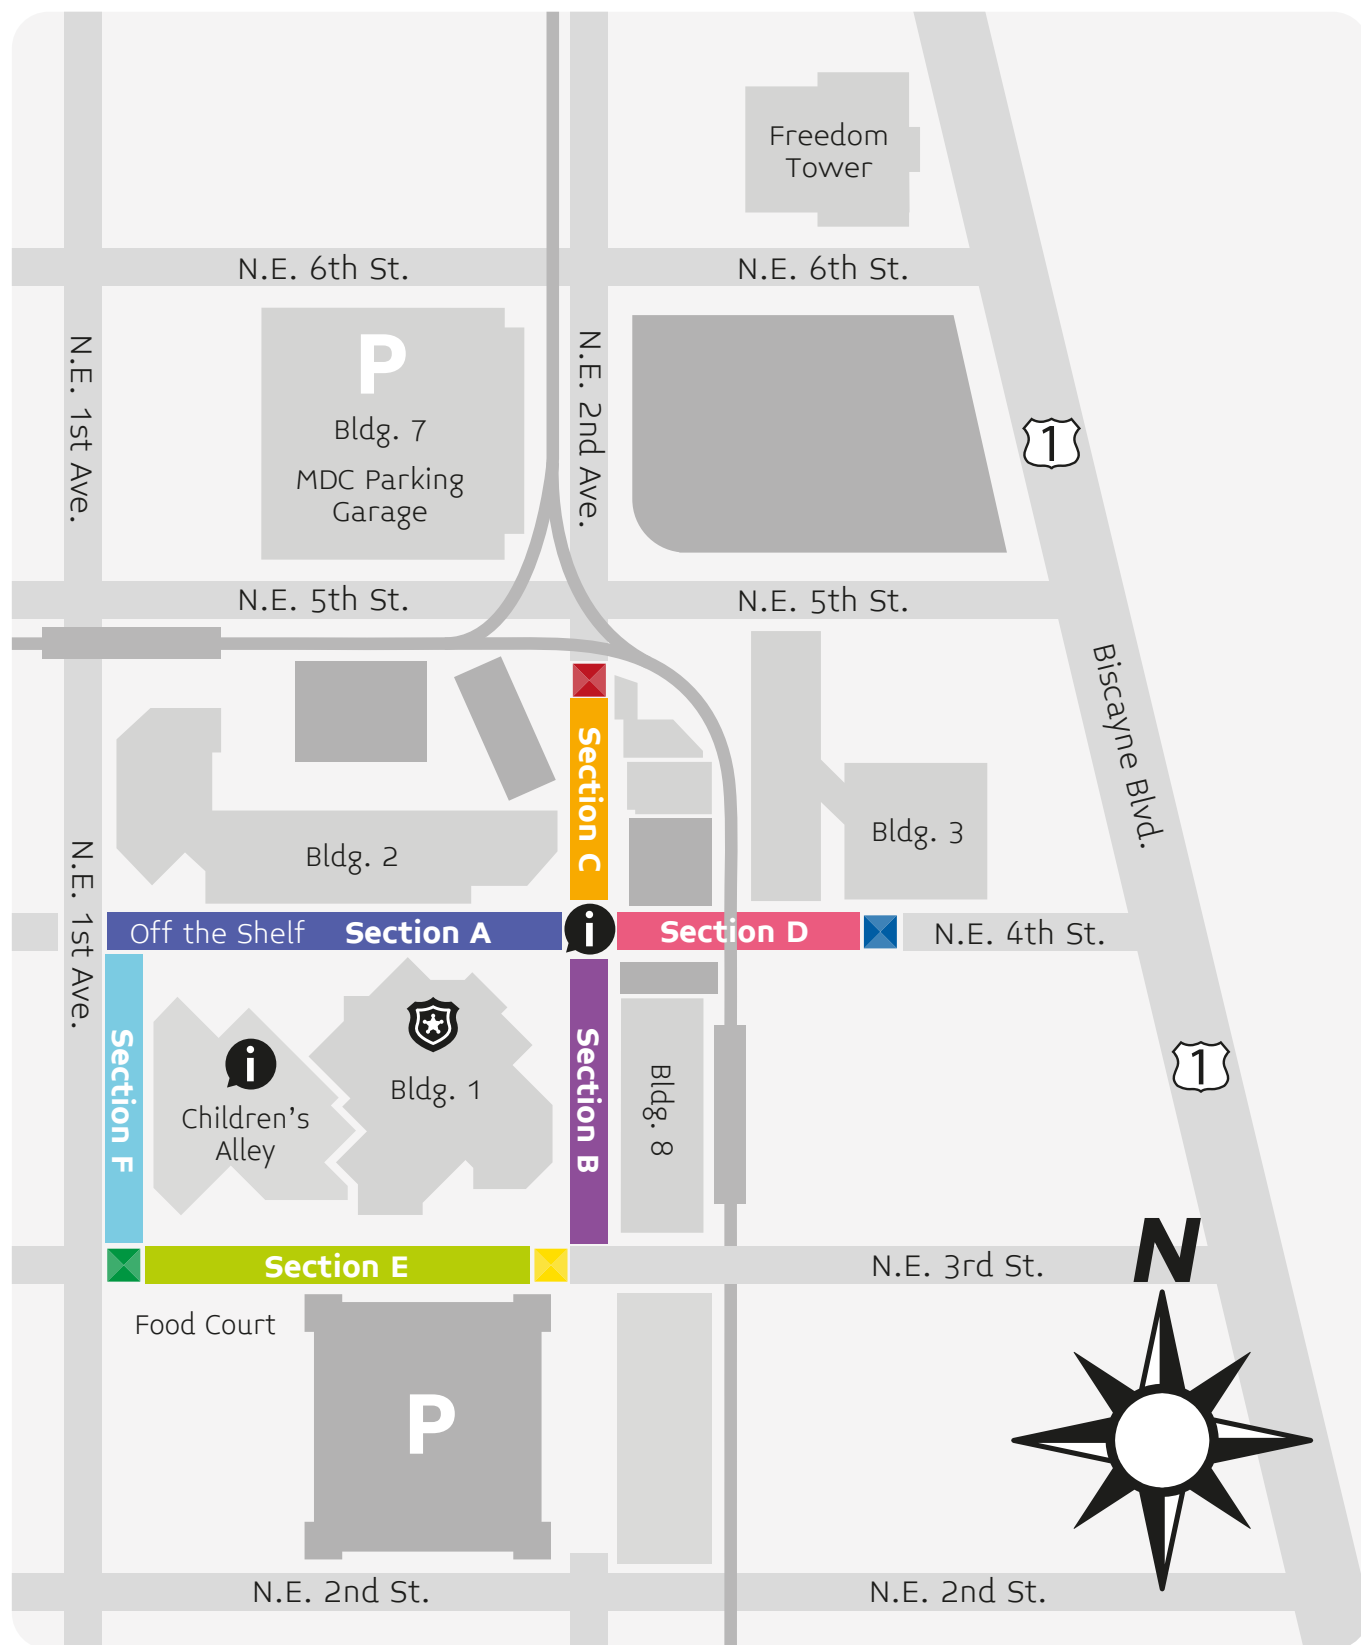 Freedom
Tower
N.E. 6th St.
N.E. 6th St.
N.E. 1st Ave.
P
Bldg. 7
MDC Parking
Garage
N.E. 2nd Ave.
1
N.E. 5th St.
N.E. 5th St.
Biscayne Blvd.
Section C
Bldg. 2
Bldg. 3
N.E. 1st Ave.
Off the Shelf Section A
i
Section D
N.E. 4th St.
Section F
i
Children's
Alley
Bldg. 1
Section B
Bldg. 8
1
Section E
N.E. 3rd St.
N
Food Court
P
N.E. 2nd St.
N.E. 2nd St.